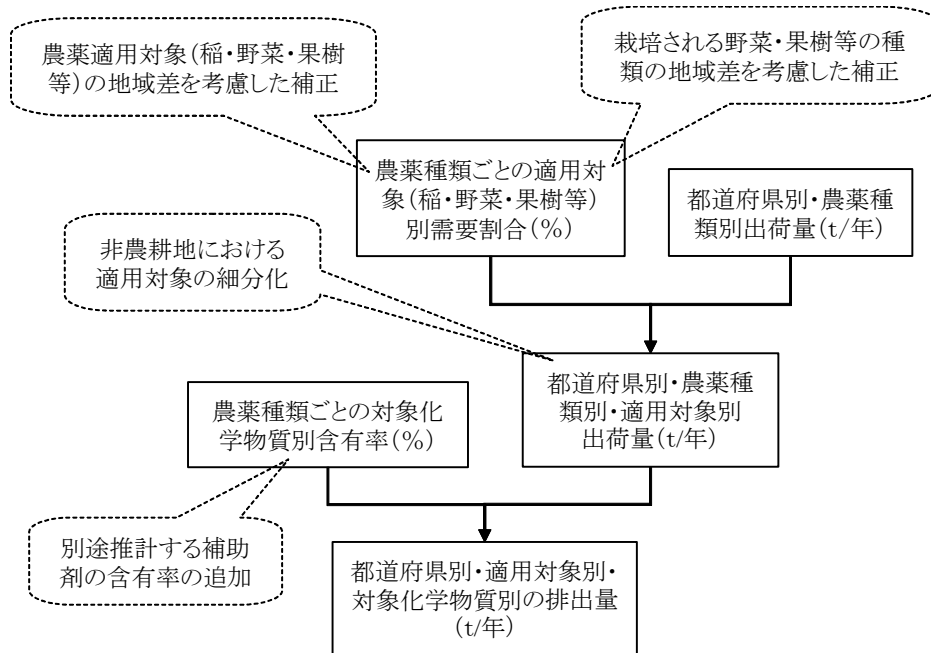 農薬適用対象(稲・野菜・果樹
等)の地域差を考慮した補正
栽培される野菜・果樹等の種
類の地域差を考慮した補正
農薬種類ごとの適用対
象(稲・野菜・果樹等)
別需要割合(%)
都道府県別・農薬種
類別出荷量(t/年)
非農耕地における
適用対象の細分化
都道府県別・農薬種
類別・適用対象別
出荷量(t/年)
農薬種類ごとの対象化
学物質別含有率(%)
別途推計する補助
剤の含有率の追加
都道府県別・適用対象別・
対象化学物質別の排出量
(t/年)